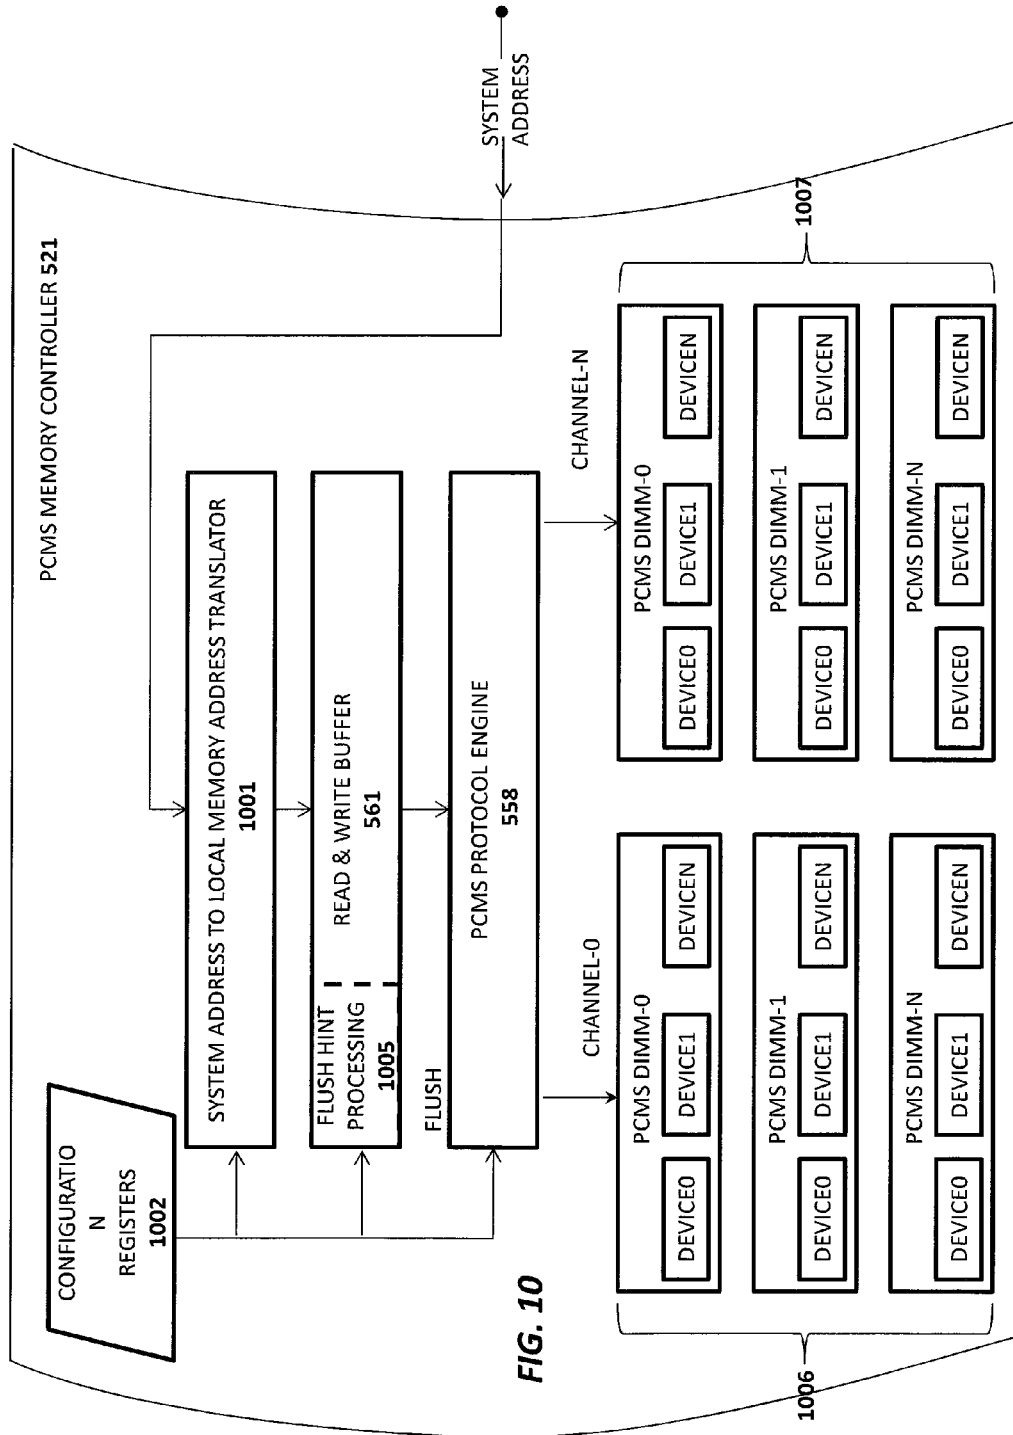 PCMS MEMORY CONTROLLER 521
CONFIGURATIO
N
REGISTERS
1002
SYSTEM
ADDRESS
SYSTEM ADDRESS TO LOCAL MEMORY ADDRESS TRANSLATOR
1001
FLUSH HINT
PROCESSING
1005
READ & WRITE BUFFER
561
FLUSH
PCMS PROTOCOL ENGINE
558
FIG. 10
CHANNEL-0
CHANNEL-N
PCMS DIMM-0
DEVICE0
DEVICE1
DEVICEN
PCMS DIMM-1
DEVICE0
DEVICE1
DEVICEN
PCMS DIMM-N
DEVICE0
DEVICE1
DEVICEN
1006
PCMS DIMM-0
DEVICE0
DEVICE1
DEVICEN
PCMS DIMM-1
DEVICE0
DEVICE1
DEVICEN
PCMS DIMM-N
DEVICE0
DEVICE1
DEVICEN
1007